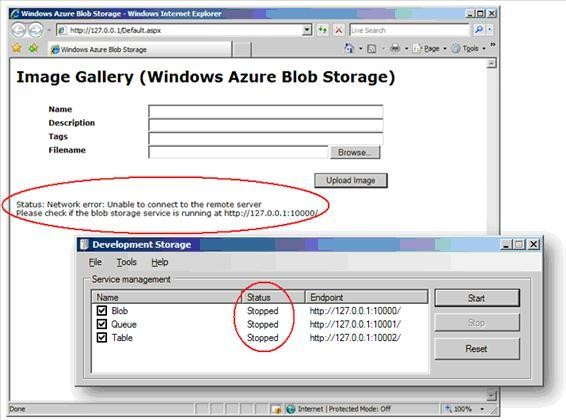 Windows Azure Blob Storage - Windows Internet Explorer
http://127.0.0.1/Default.aspx
Live Search
Windows Azure Blob Storage
Page
Tools
Image Gallery (Windows Azure Blob Storage)
Name
Description
Tags
Filename
Browse...
Upload Image
Status: Network error: Unable to connect to the remote server
Please check if the blob storage service is running at http://127.0.0.1:10000/
Development Storage
File Tools Help
Service management
Name Status Endpoint
Blob Stopped http://127.0.0.1:10000/
Queue Stopped http://127.0.0.1:10001/
Table Stopped http://127.0.0.1:10002/
Start
Stop
Reset
Done
Internet | Protected Mode: Off
100%